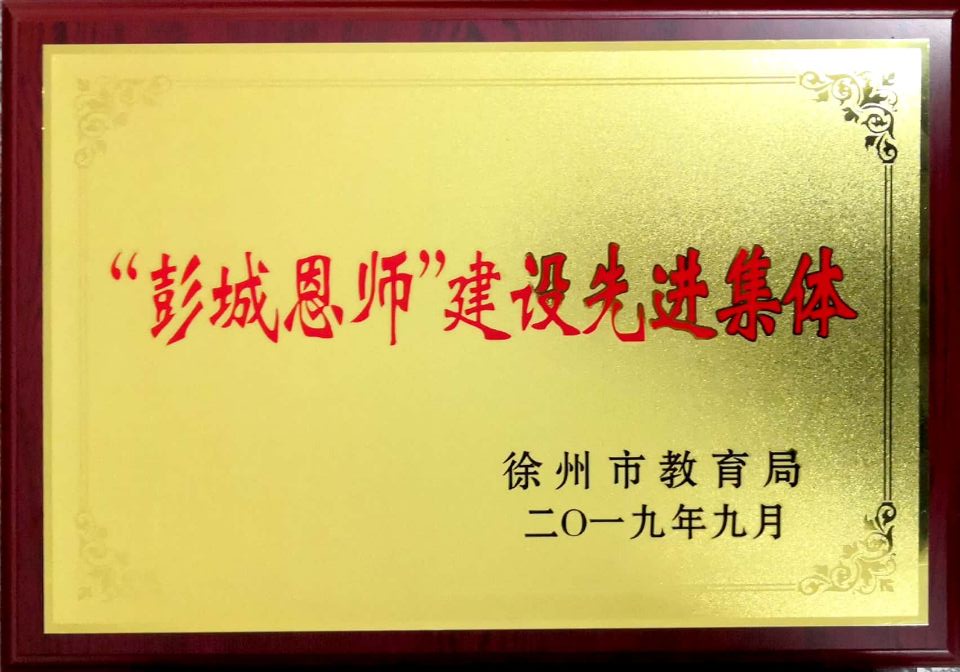 “彭城恩师”建设先进集体
徐州市教育局
二〇一九年九月